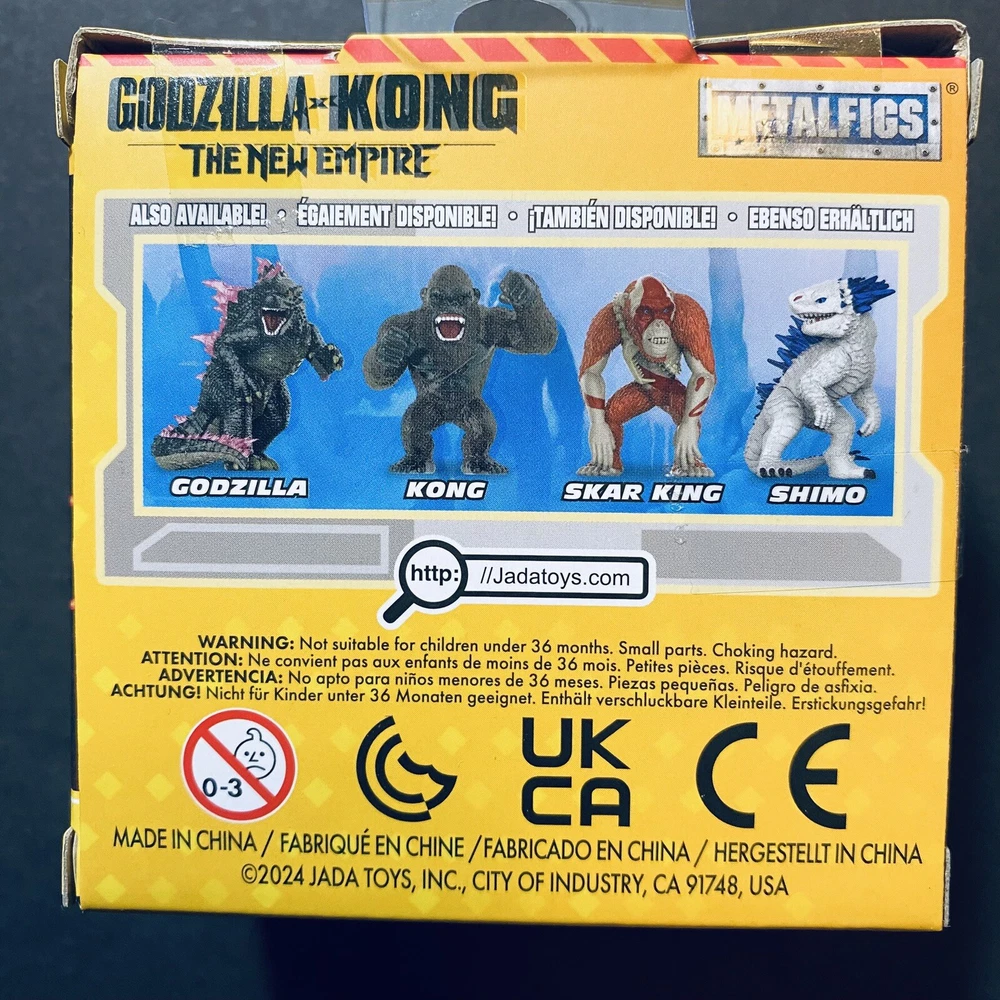 GODZILLA×KONG
THE NEW EMPIRE
METALFIGS®
ALSO AVAILABLE! • ÉGAIEMENT DISPONIBLE! • ¡TAMBIÉN DISPONIBLE! • EBENSO ERHÄLTLICH
GODZILLA
KONG
SKAR KING
SHIMO
http: //Jadatoys.com
WARNING: Not suitable for children under 36 months. Small parts. Choking hazard.
ATTENTION: Ne convient pas aux enfants de moins de 36 mois. Petites pièces. Risque d'étouffement.
ADVERTENCIA: No apto para niños menores de 36 meses. Piezas pequeñas. Peligro de asfixia.
ACHTUNG! Nicht für Kinder unter 36 Monaten geeignet. Enthält verschluckbare Kleinteile. Erstickungsgefahr!
0-3
UK
CA
CE
MADE IN CHINA / FABRIQUÉ EN CHINE / FABRICADO EN CHINA / HERGESTELLT IN CHINA
©2024 JADA TOYS, INC., CITY OF INDUSTRY, CA 91748, USA